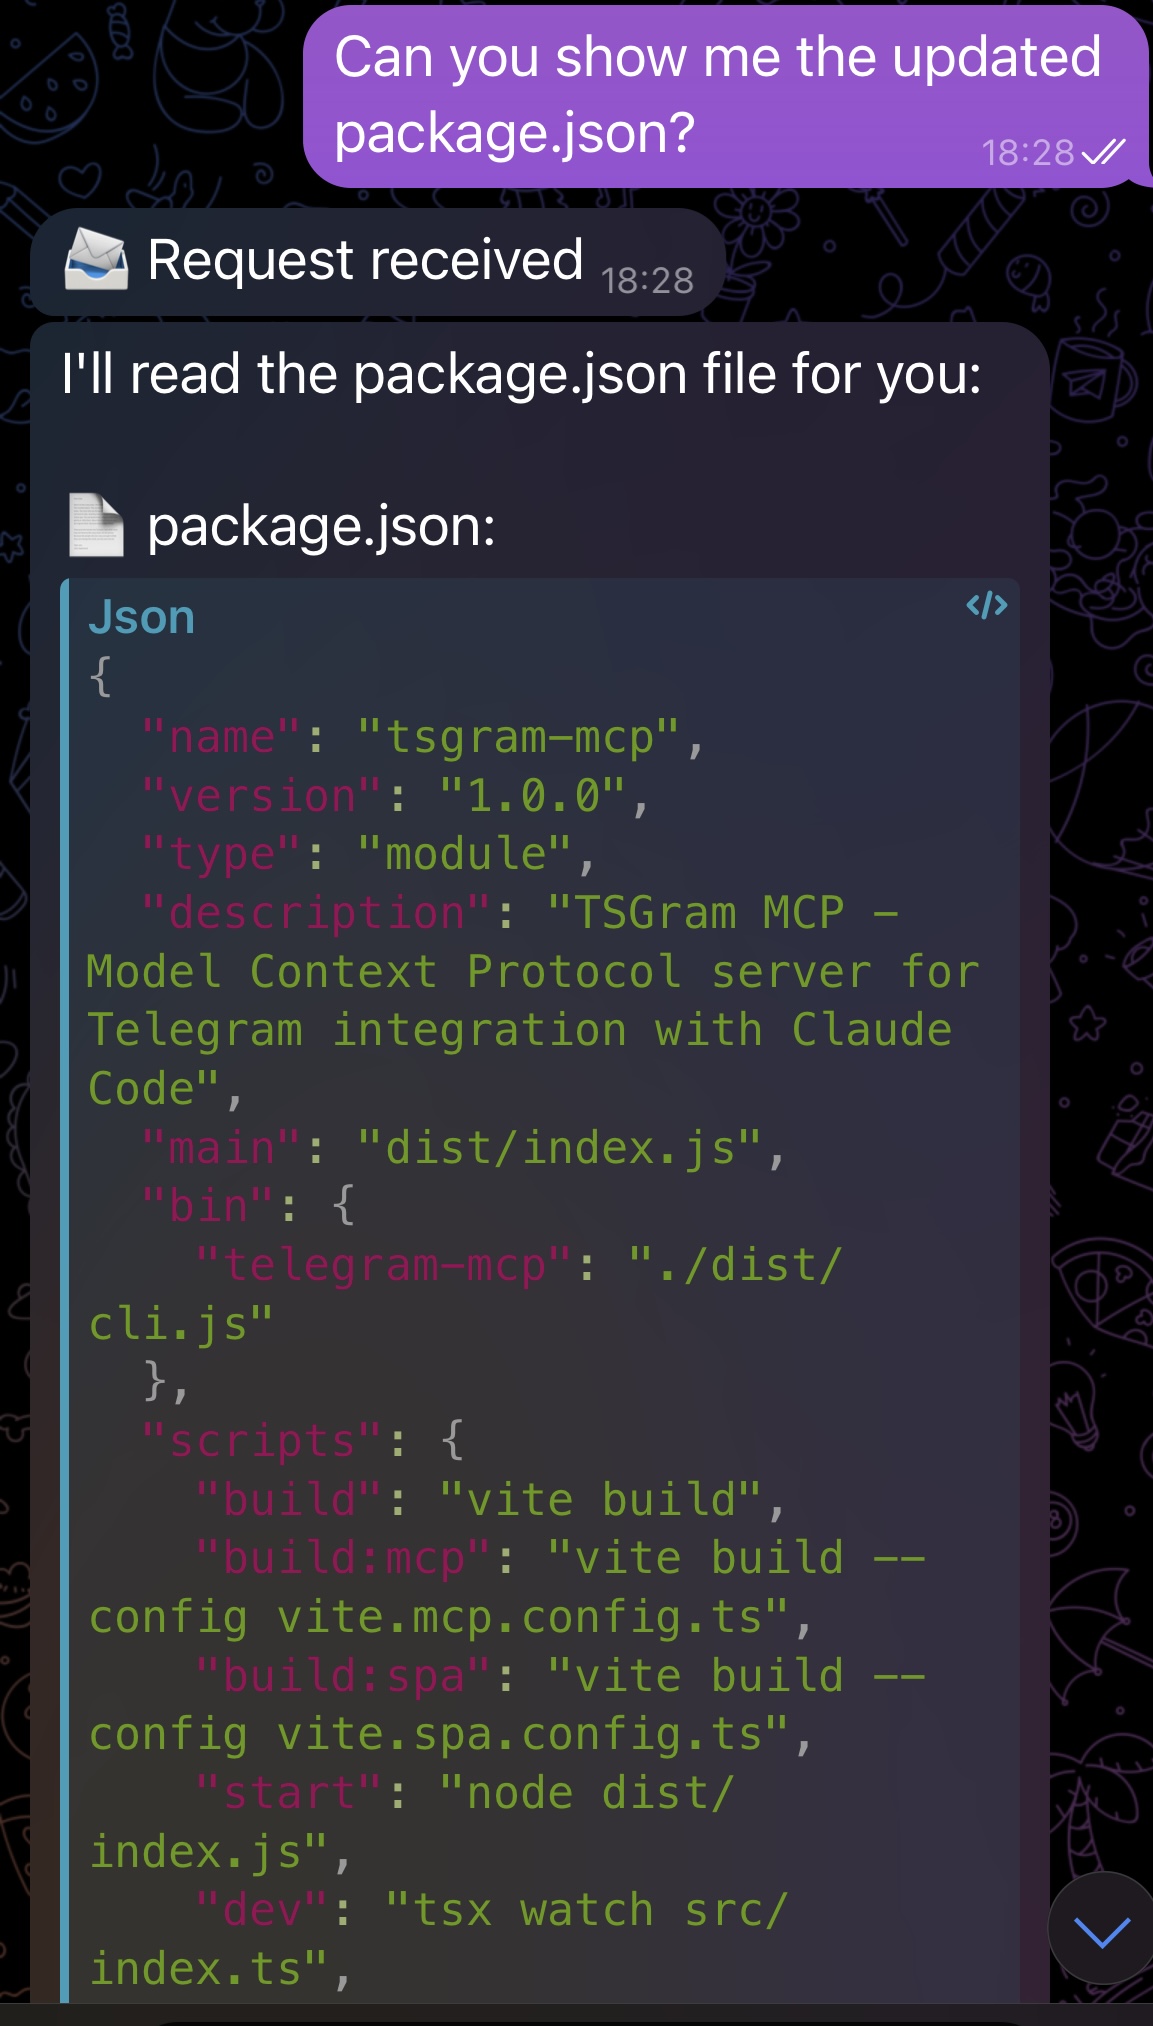 Can you show me the updated
package.json?
18:28
Request received 18:28
I'll read the package.json file for you:
package.json:
Json
{
  "name": "tsgram-mcp",
  "version": "1.0.0",
  "type": "module",
  "description": "TSGram MCP -
Model Context Protocol server for
Telegram integration with Claude
Code",
  "main": "dist/index.js",
  "bin": {
    "telegram-mcp": "./dist/
cli.js"
  },
  "scripts": {
    "build": "vite build",
    "build:mcp": "vite build --
config vite.mcp.config.ts",
    "build:spa": "vite build --
config vite.spa.config.ts",
    "start": "node dist/
index.js",
    "dev": "tsx watch src/
index.ts",